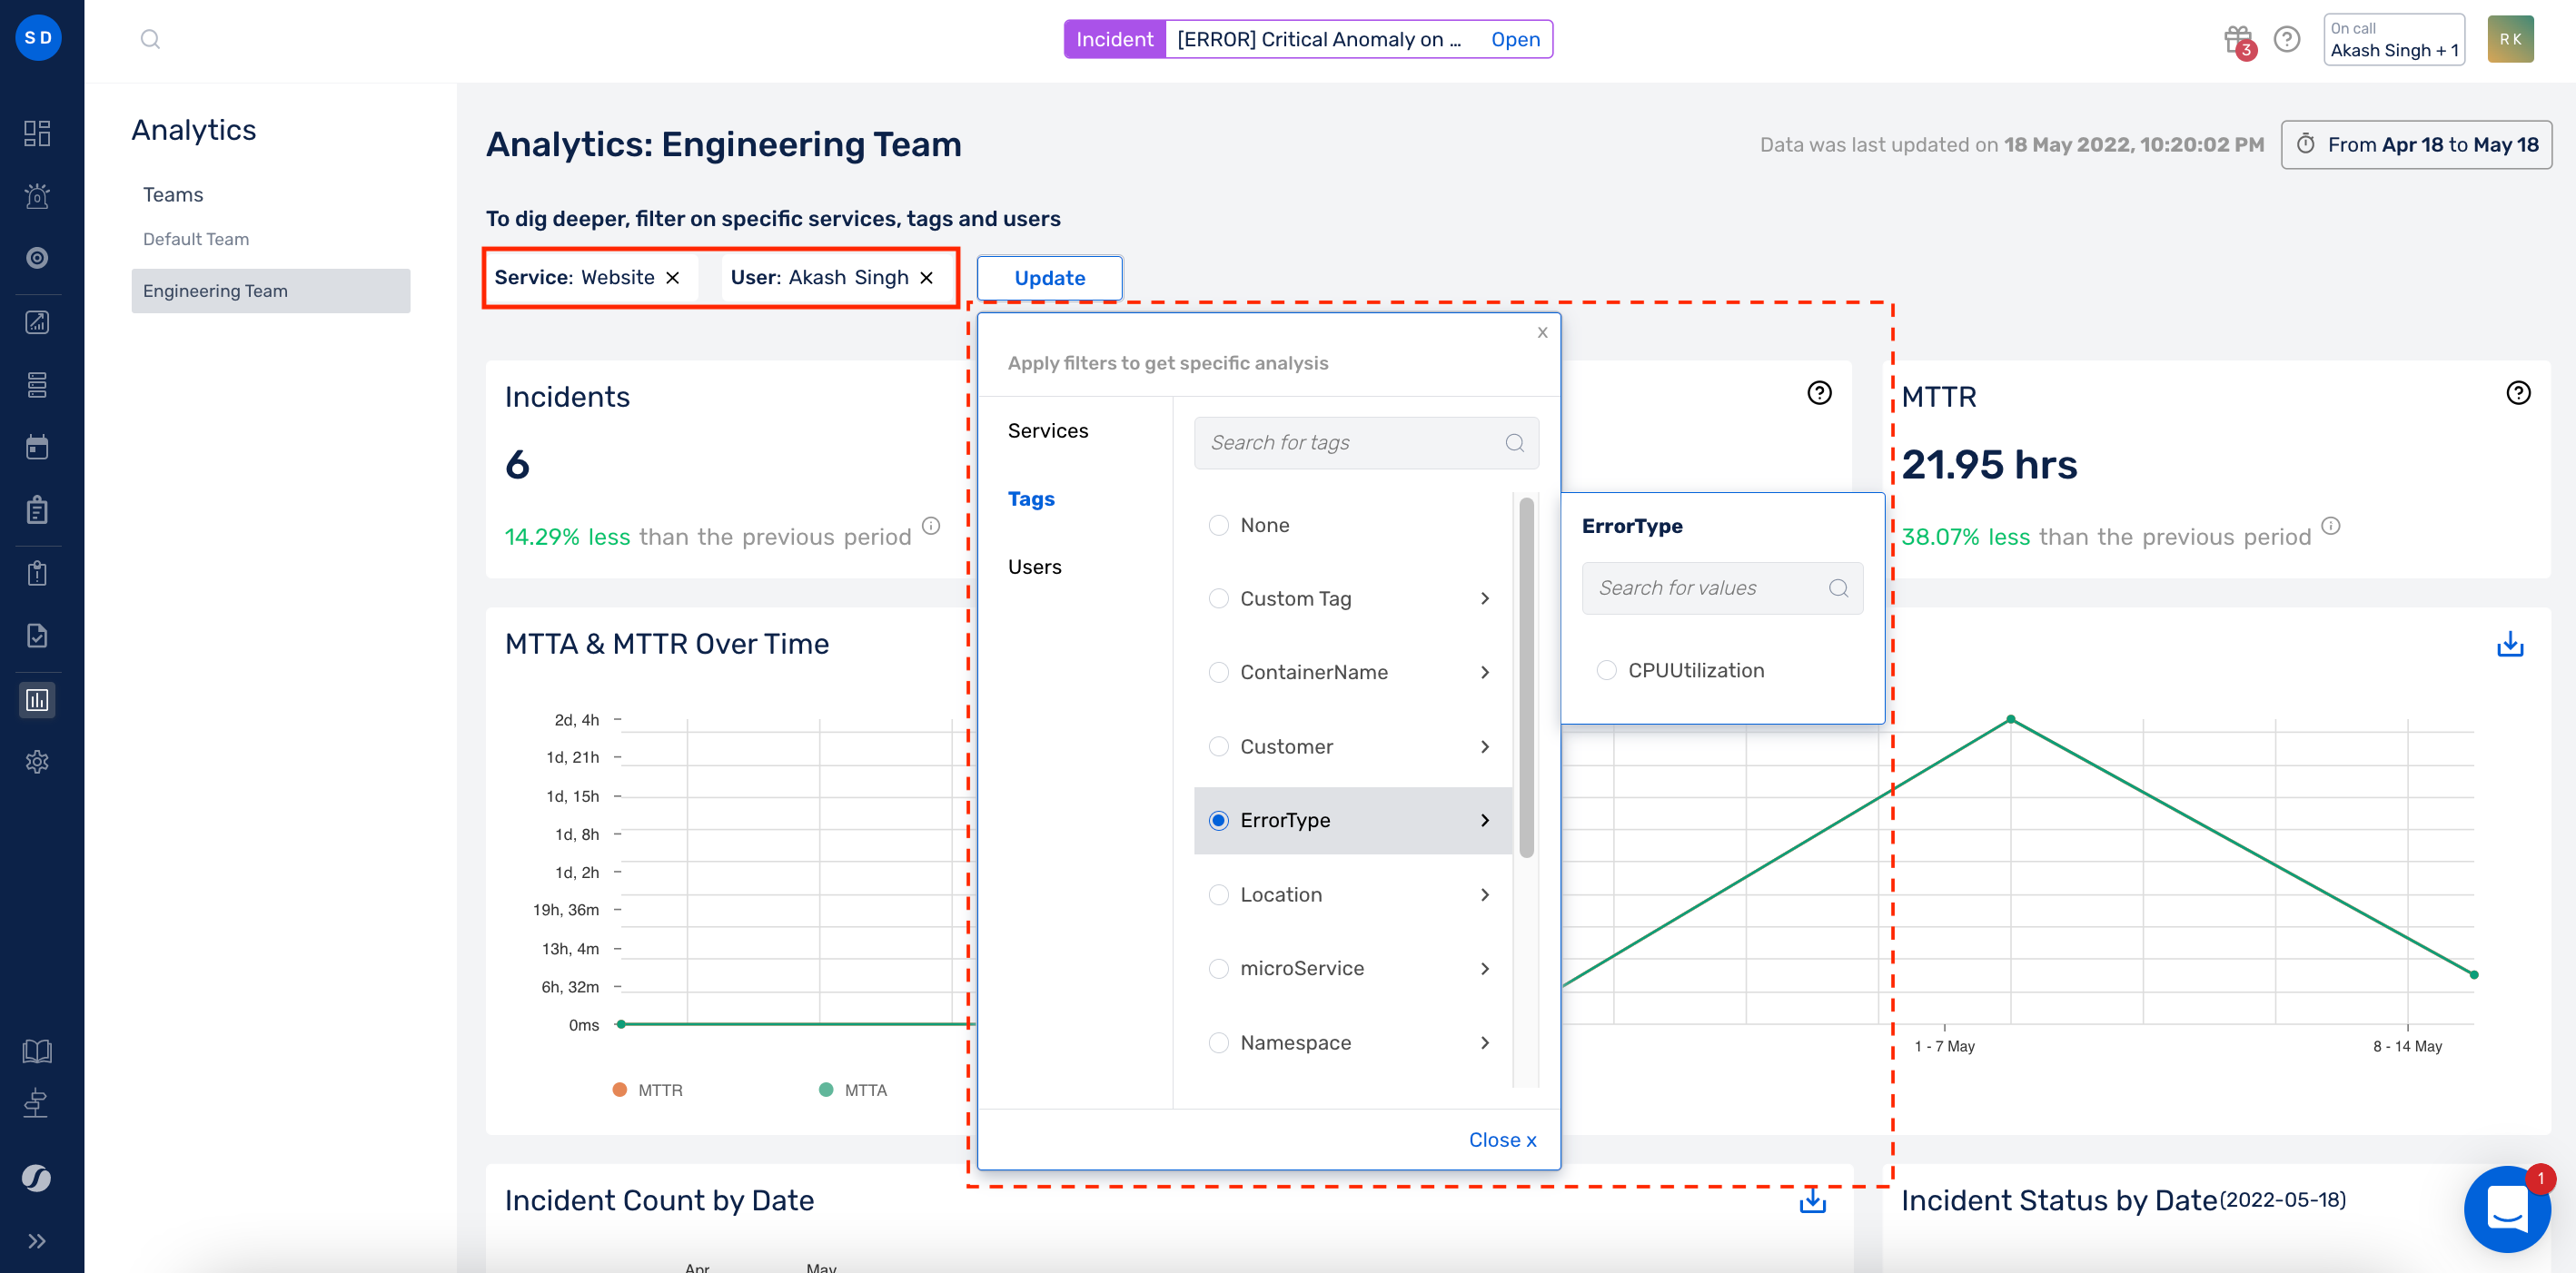 S D
Incident [ERROR] Critical Anomaly on ... Open
3
On call
Akash Singh + 1
R K
Analytics
Teams
Default Team
Engineering Team
Analytics: Engineering Team
Data was last updated on 18 May 2022, 10:20:02 PM
From Apr 18 to May 18
To dig deeper, filter on specific services, tags and users
Service: Website ×
User: Akash Singh ×
Update
Incidents
6
14.29% less than the previous period
MTTR
21.95 hrs
38.07% less than the previous period
x
Apply filters to get specific analysis
Services
Tags
Users
Search for tags
None
Custom Tag
ContainerName
Customer
ErrorType
Location
microService
Namespace
Close x
ErrorType
Search for values
CPUUtilization
MTTA & MTTR Over Time
2d, 4h
1d, 21h
1d, 15h
1d, 8h
1d, 2h
19h, 36m
13h, 4m
6h, 32m
0ms
1 - 7 May
8 - 14 May
MTTR
MTTA
Incident Count by Date
Apr
May
Incident Status by Date(2022-05-18)
1